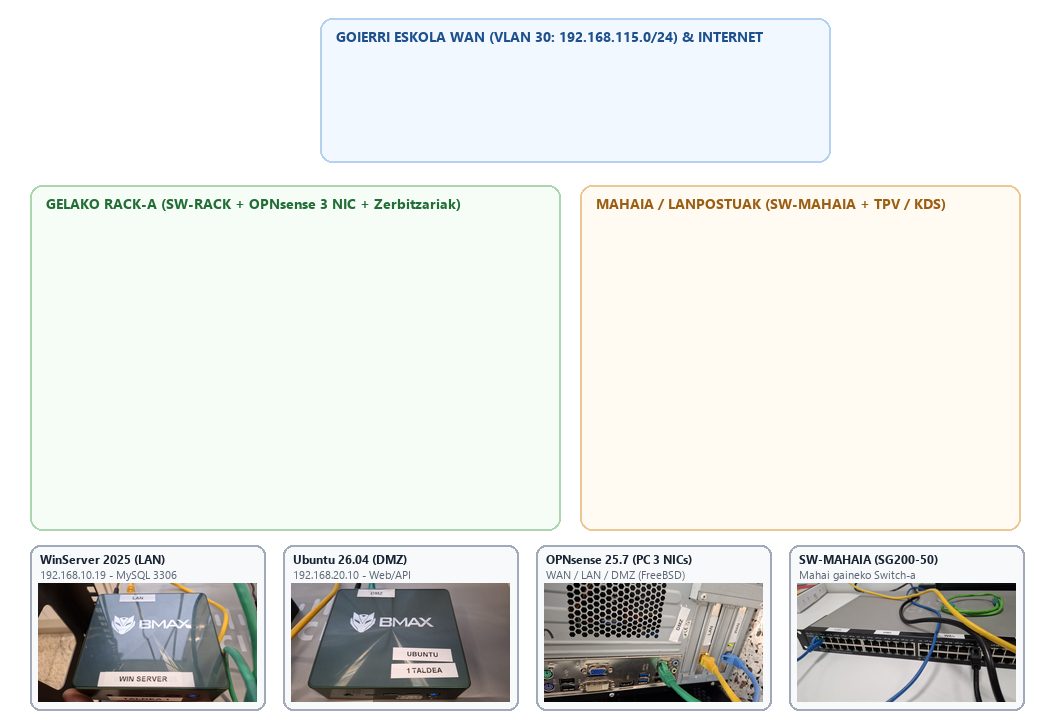 GOIERRI ESKOLA WAN (VLAN 30: 192.168.115.0/24) & INTERNET
GELAKO RACK-A (SW-RACK + OPNsense 3 NIC + Zerbitzariak)
MAHAIA / LANPOSTUAK (SW-MAHAIA + TPV / KDS)
WinServer 2025 (LAN)
192.168.10.19 - MySQL 3306
LAN
BMAX
WIN SERVER
Ubuntu 26.04 (DMZ)
192.168.20.10 - Web/API
DMZ
BMAX
UBUNTU
1 TALDEA
OPNsense 25.7 (PC 3 NICs)
WAN / LAN / DMZ (FreeBSD)
DMZ
LAN
SW-MAHAIA (SG200-50)
Mahai gaineko Switch-a